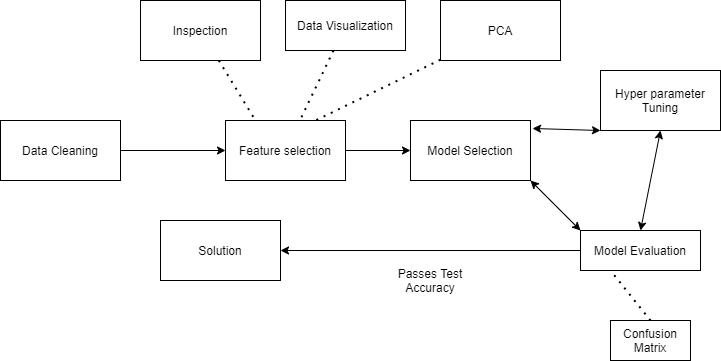 Inspection
Data Visualization
PCA
Hyper parameter
Tuning
Data Cleaning
Feature selection
Model Selection
Solution
Model Evaluation
Passes Test
Accuracy
Confusion
Matrix